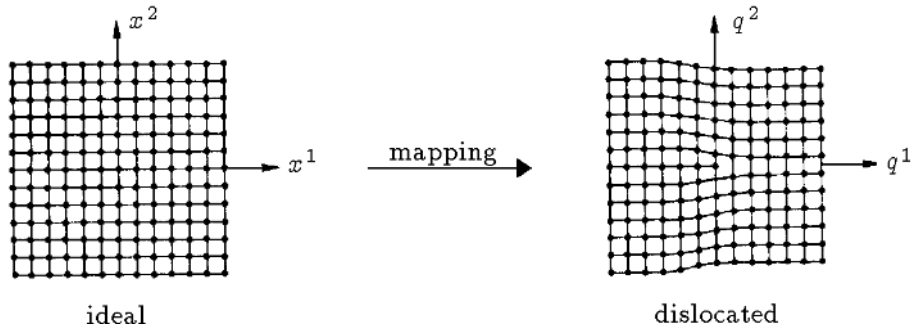 x²
q²
x¹
mapping
q¹
ideal
dislocated